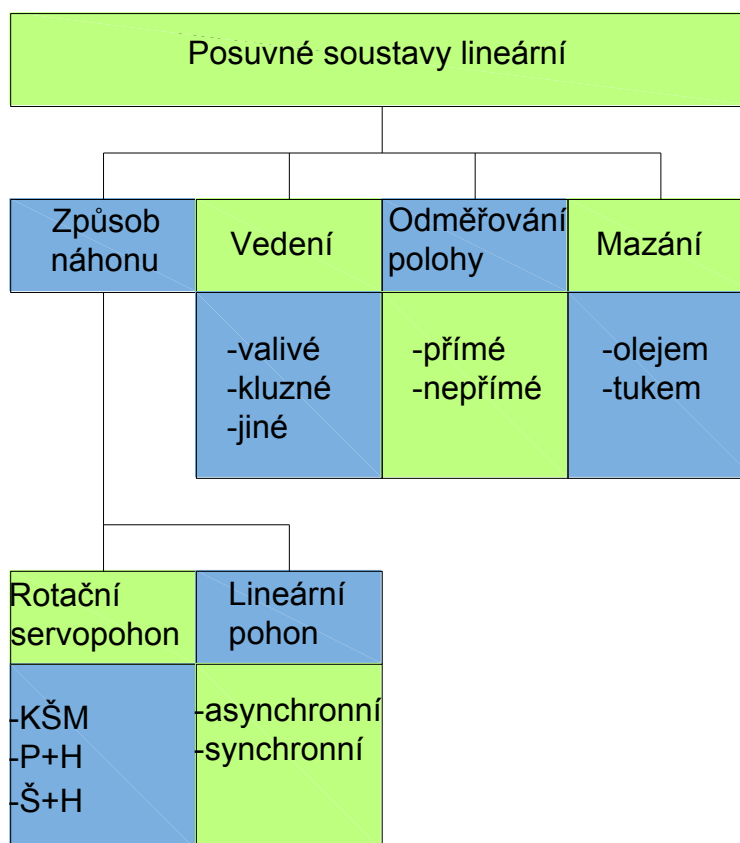 Posuvné soustavy lineární
Způsob
náhonu
Vedení
Odměřování
polohy
Mazání
-valivé
-kluzné
-jiné
-přímé
-nepřímé
-olejem
-tukem
Rotační
servopohon
Lineární
pohon
-KŠM
-P+H
-Š+H
-asynchronní
-synchronní